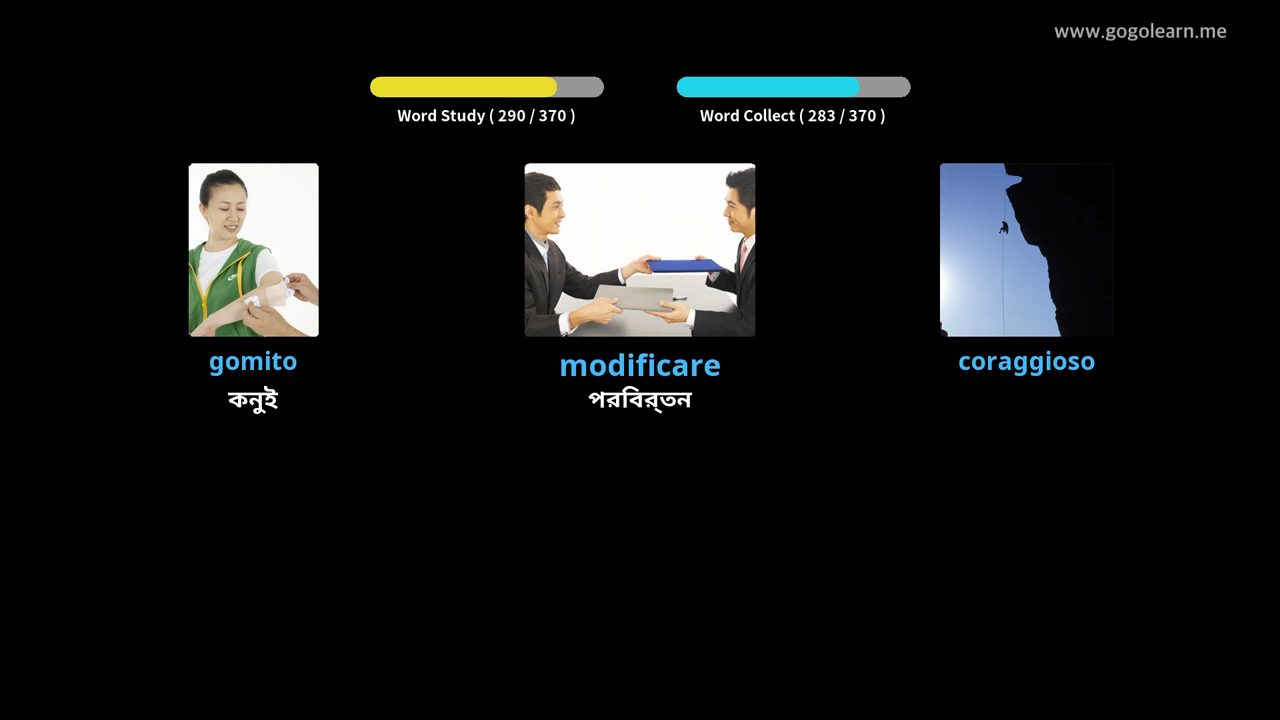 www.gogolearn.me
Word Study ( 290 / 370 )
Word Collect ( 283 / 370 )
gomito
modificare
coraggioso
কনুই
পরবির্তন